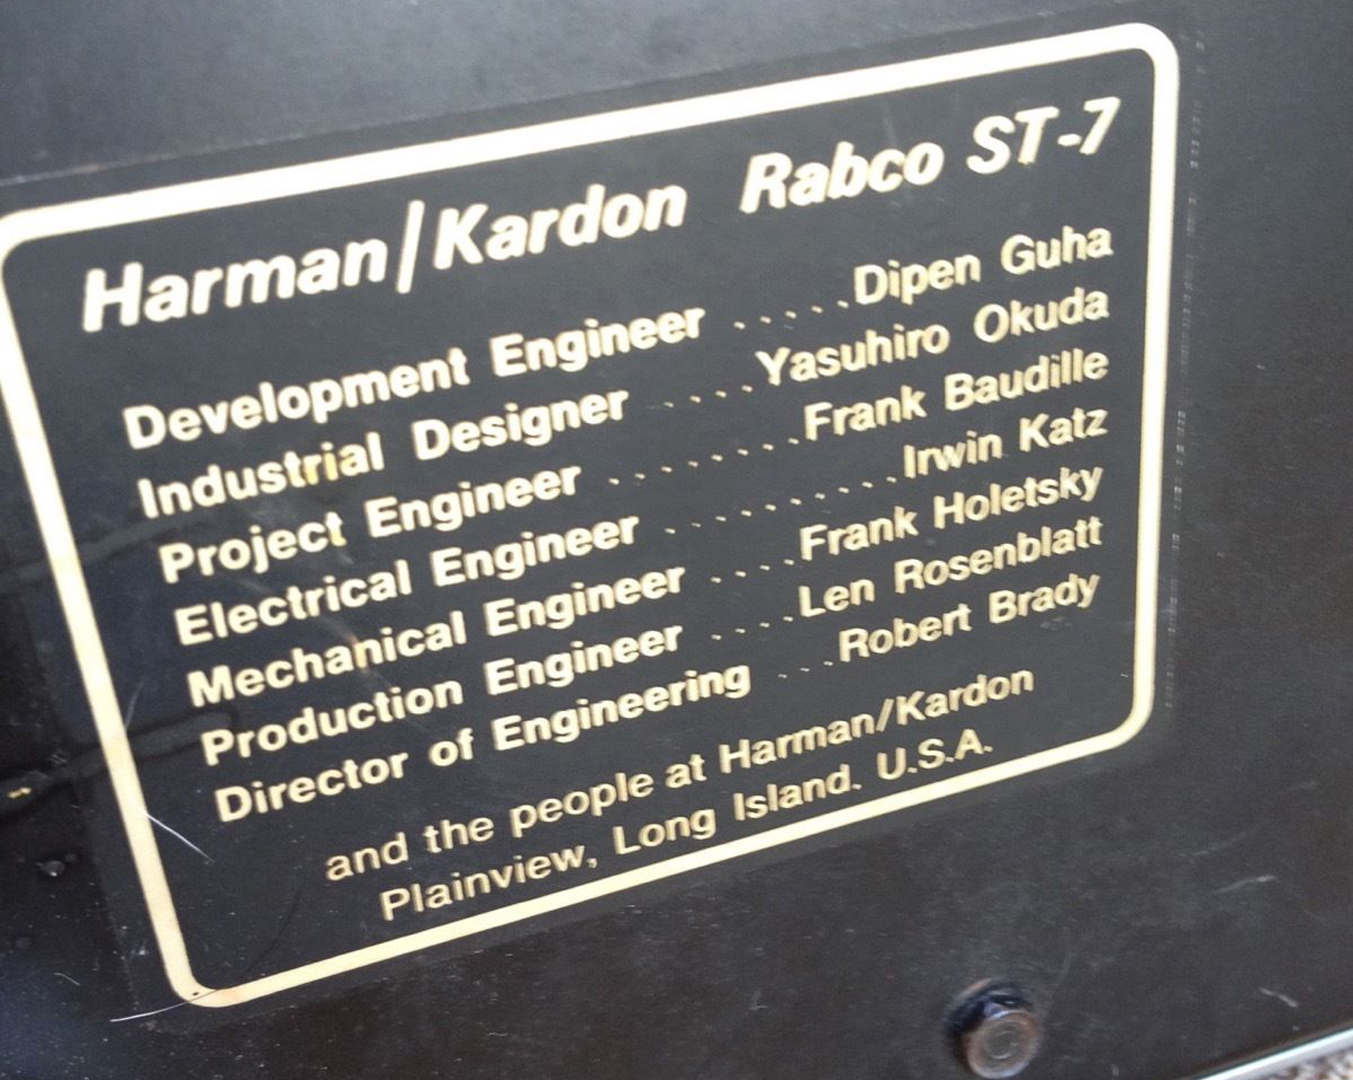 Harman/Kardon Rabco ST-7
Development Engineer .....Dipen Guha
Industrial Designer .....Yasuhiro Okuda
Project Engineer .........Frank Baudille
Electrical Engineer ..........Irwin Katz
Mechanical Engineer ....Frank Holetsky
Production Engineer ....Len Rosenblatt
Director of Engineering ...Robert Brady
and the people at Harman/Kardon
Plainview, Long Island. U.S.A.